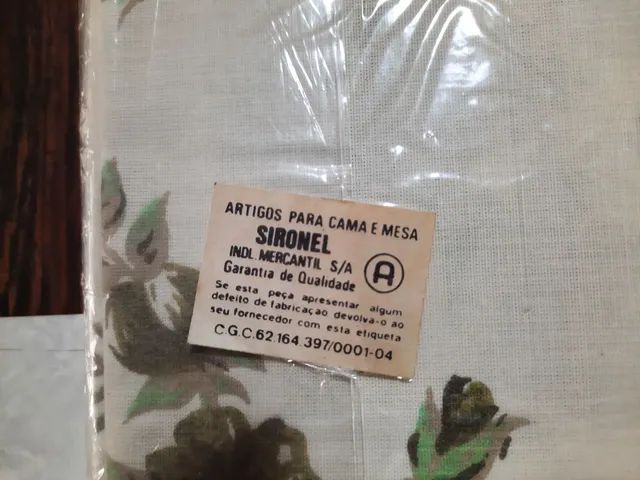 ARTIGOS PARA CAMA E MESA
SIRONEL
INDL. MERCANTIL S/A
Garantia de Qualidade
A
Se esta peça apresentar algum
defeito de fabricação devolva-o ao
seu fornecedor com esta etiqueta
C.G.C.62.164.397/0001-04